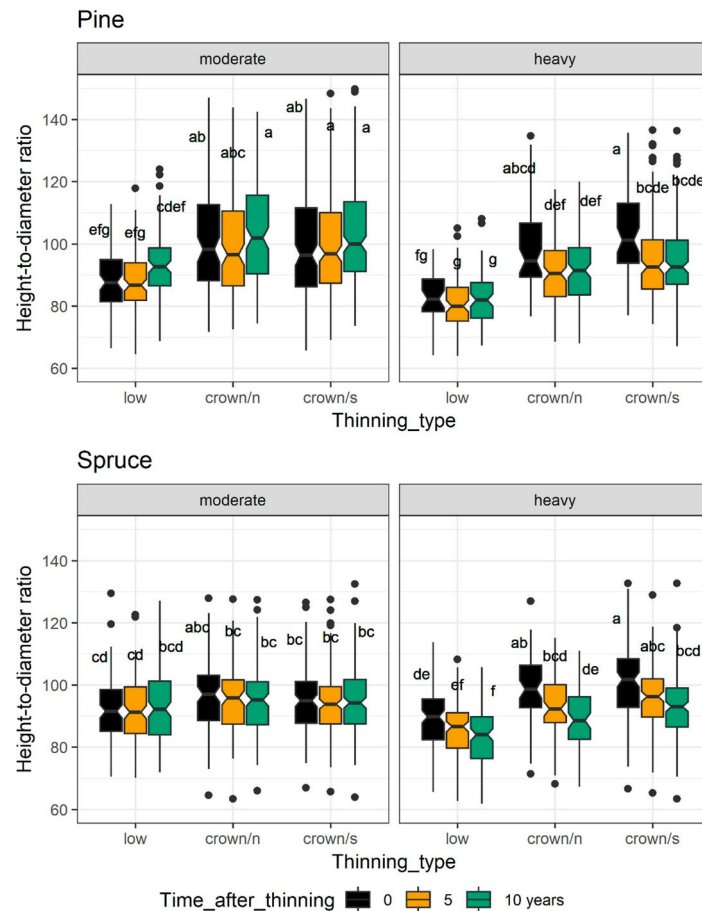 Pine
moderate
heavy
Height-to-diameter ratio
140
120
100
80
60
efg
efg
cdef
ab
abc
a
ab
a
a
fg
g
g
abcd
def
def
a
bcde
bcde
low
crown/n
crown/s
low
crown/n
crown/s
Thinning_type
Spruce
moderate
heavy
Height-to-diameter ratio
140
120
100
80
60
cd
cd
bcd
abc
bc
bc
bc
bc
bc
de
ef
f
ab
bcd
de
a
abc
bcd
low
crown/n
crown/s
low
crown/n
crown/s
Thinning_type
Time_after_thinning 0 5 10 years